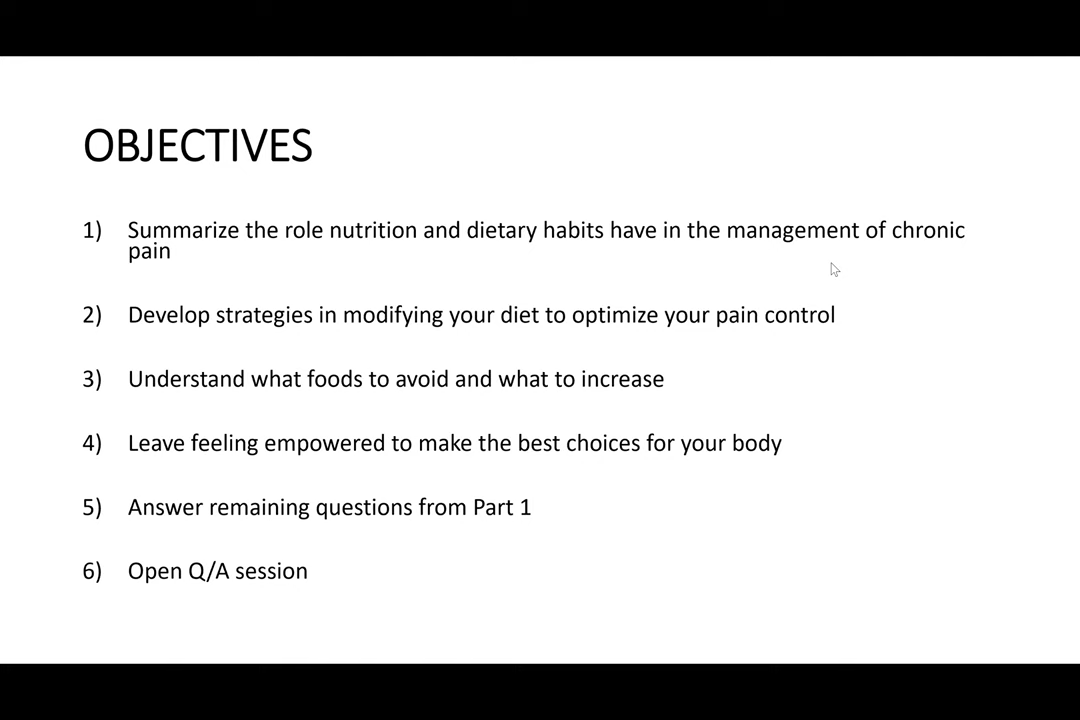 OBJECTIVES
1) Summarize the role nutrition and dietary habits have in the management of chronic
pain
2) Develop strategies in modifying your diet to optimize your pain control
3) Understand what foods to avoid and what to increase
4) Leave feeling empowered to make the best choices for your body
5) Answer remaining questions from Part 1
6) Open Q/A session